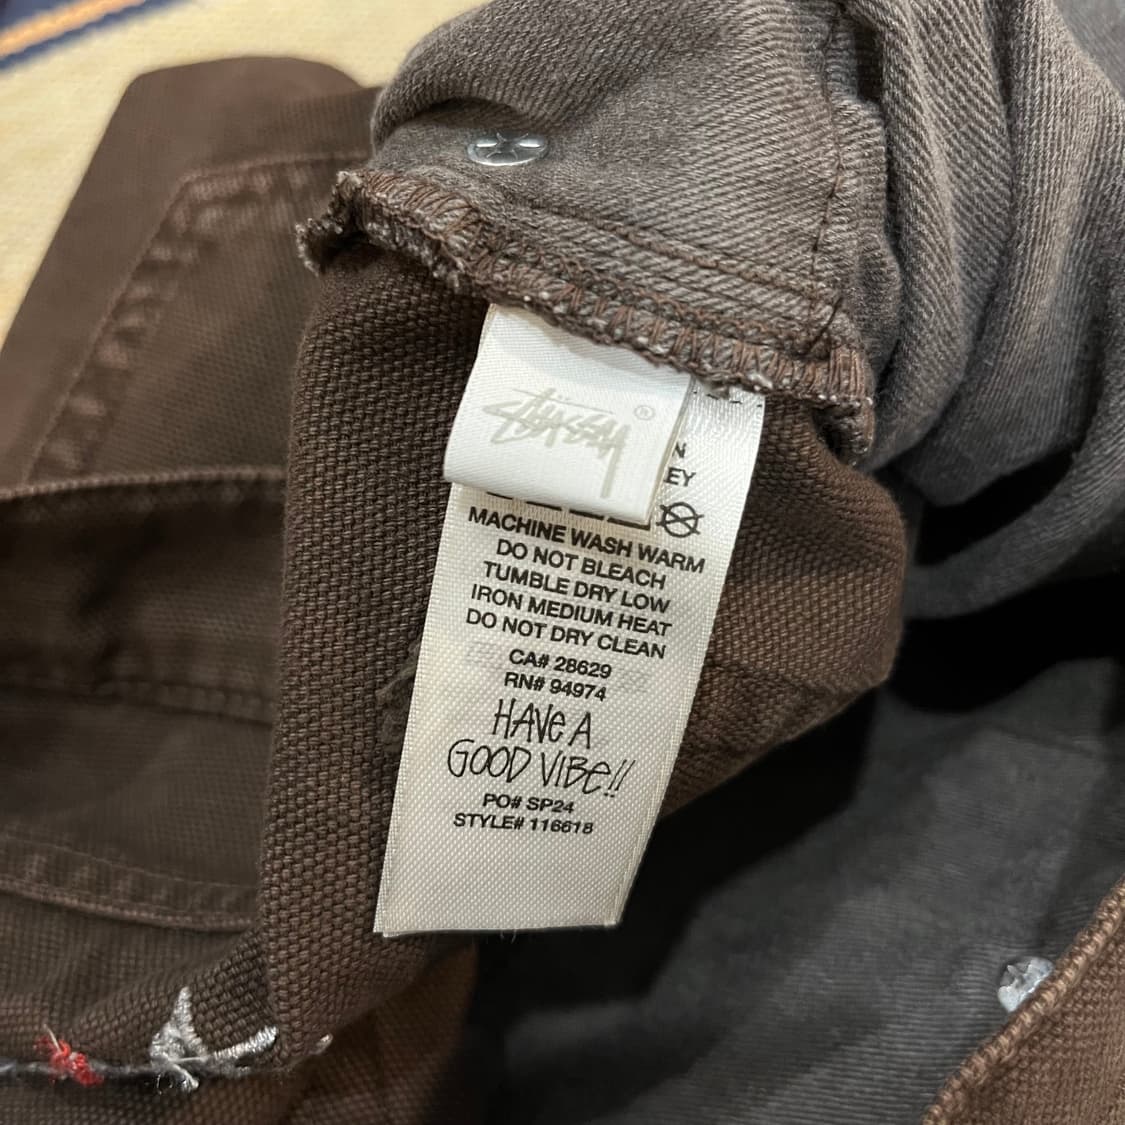 STÜSSY ®
N
EY
MACHINE WASH WARM
DO NOT BLEACH
TUMBLE DRY LOW
IRON MEDIUM HEAT
DO NOT DRY CLEAN
CA# 28629
RN# 94974
HAVe A
GOOD VIBe!!
PO# SP24
STYLE# 116618